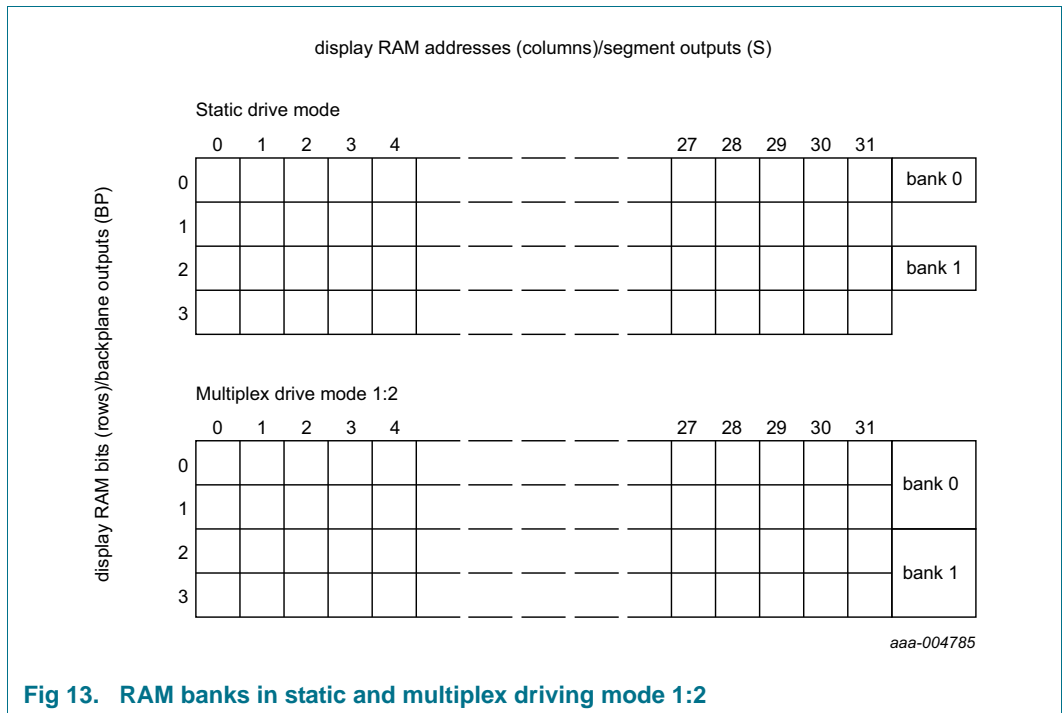 display RAM addresses (columns)/segment outputs (S)
display RAM bits (rows)/backplane outputs (BP)
Static drive mode
0 1 2 3 4 27 28 29 30 31
0 bank 0
1
2 bank 1
3
Multiplex drive mode 1:2
0 1 2 3 4 27 28 29 30 31
0
bank 0
1
2
bank 1
3
aaa-004785
Fig 13. RAM banks in static and multiplex driving mode 1:2